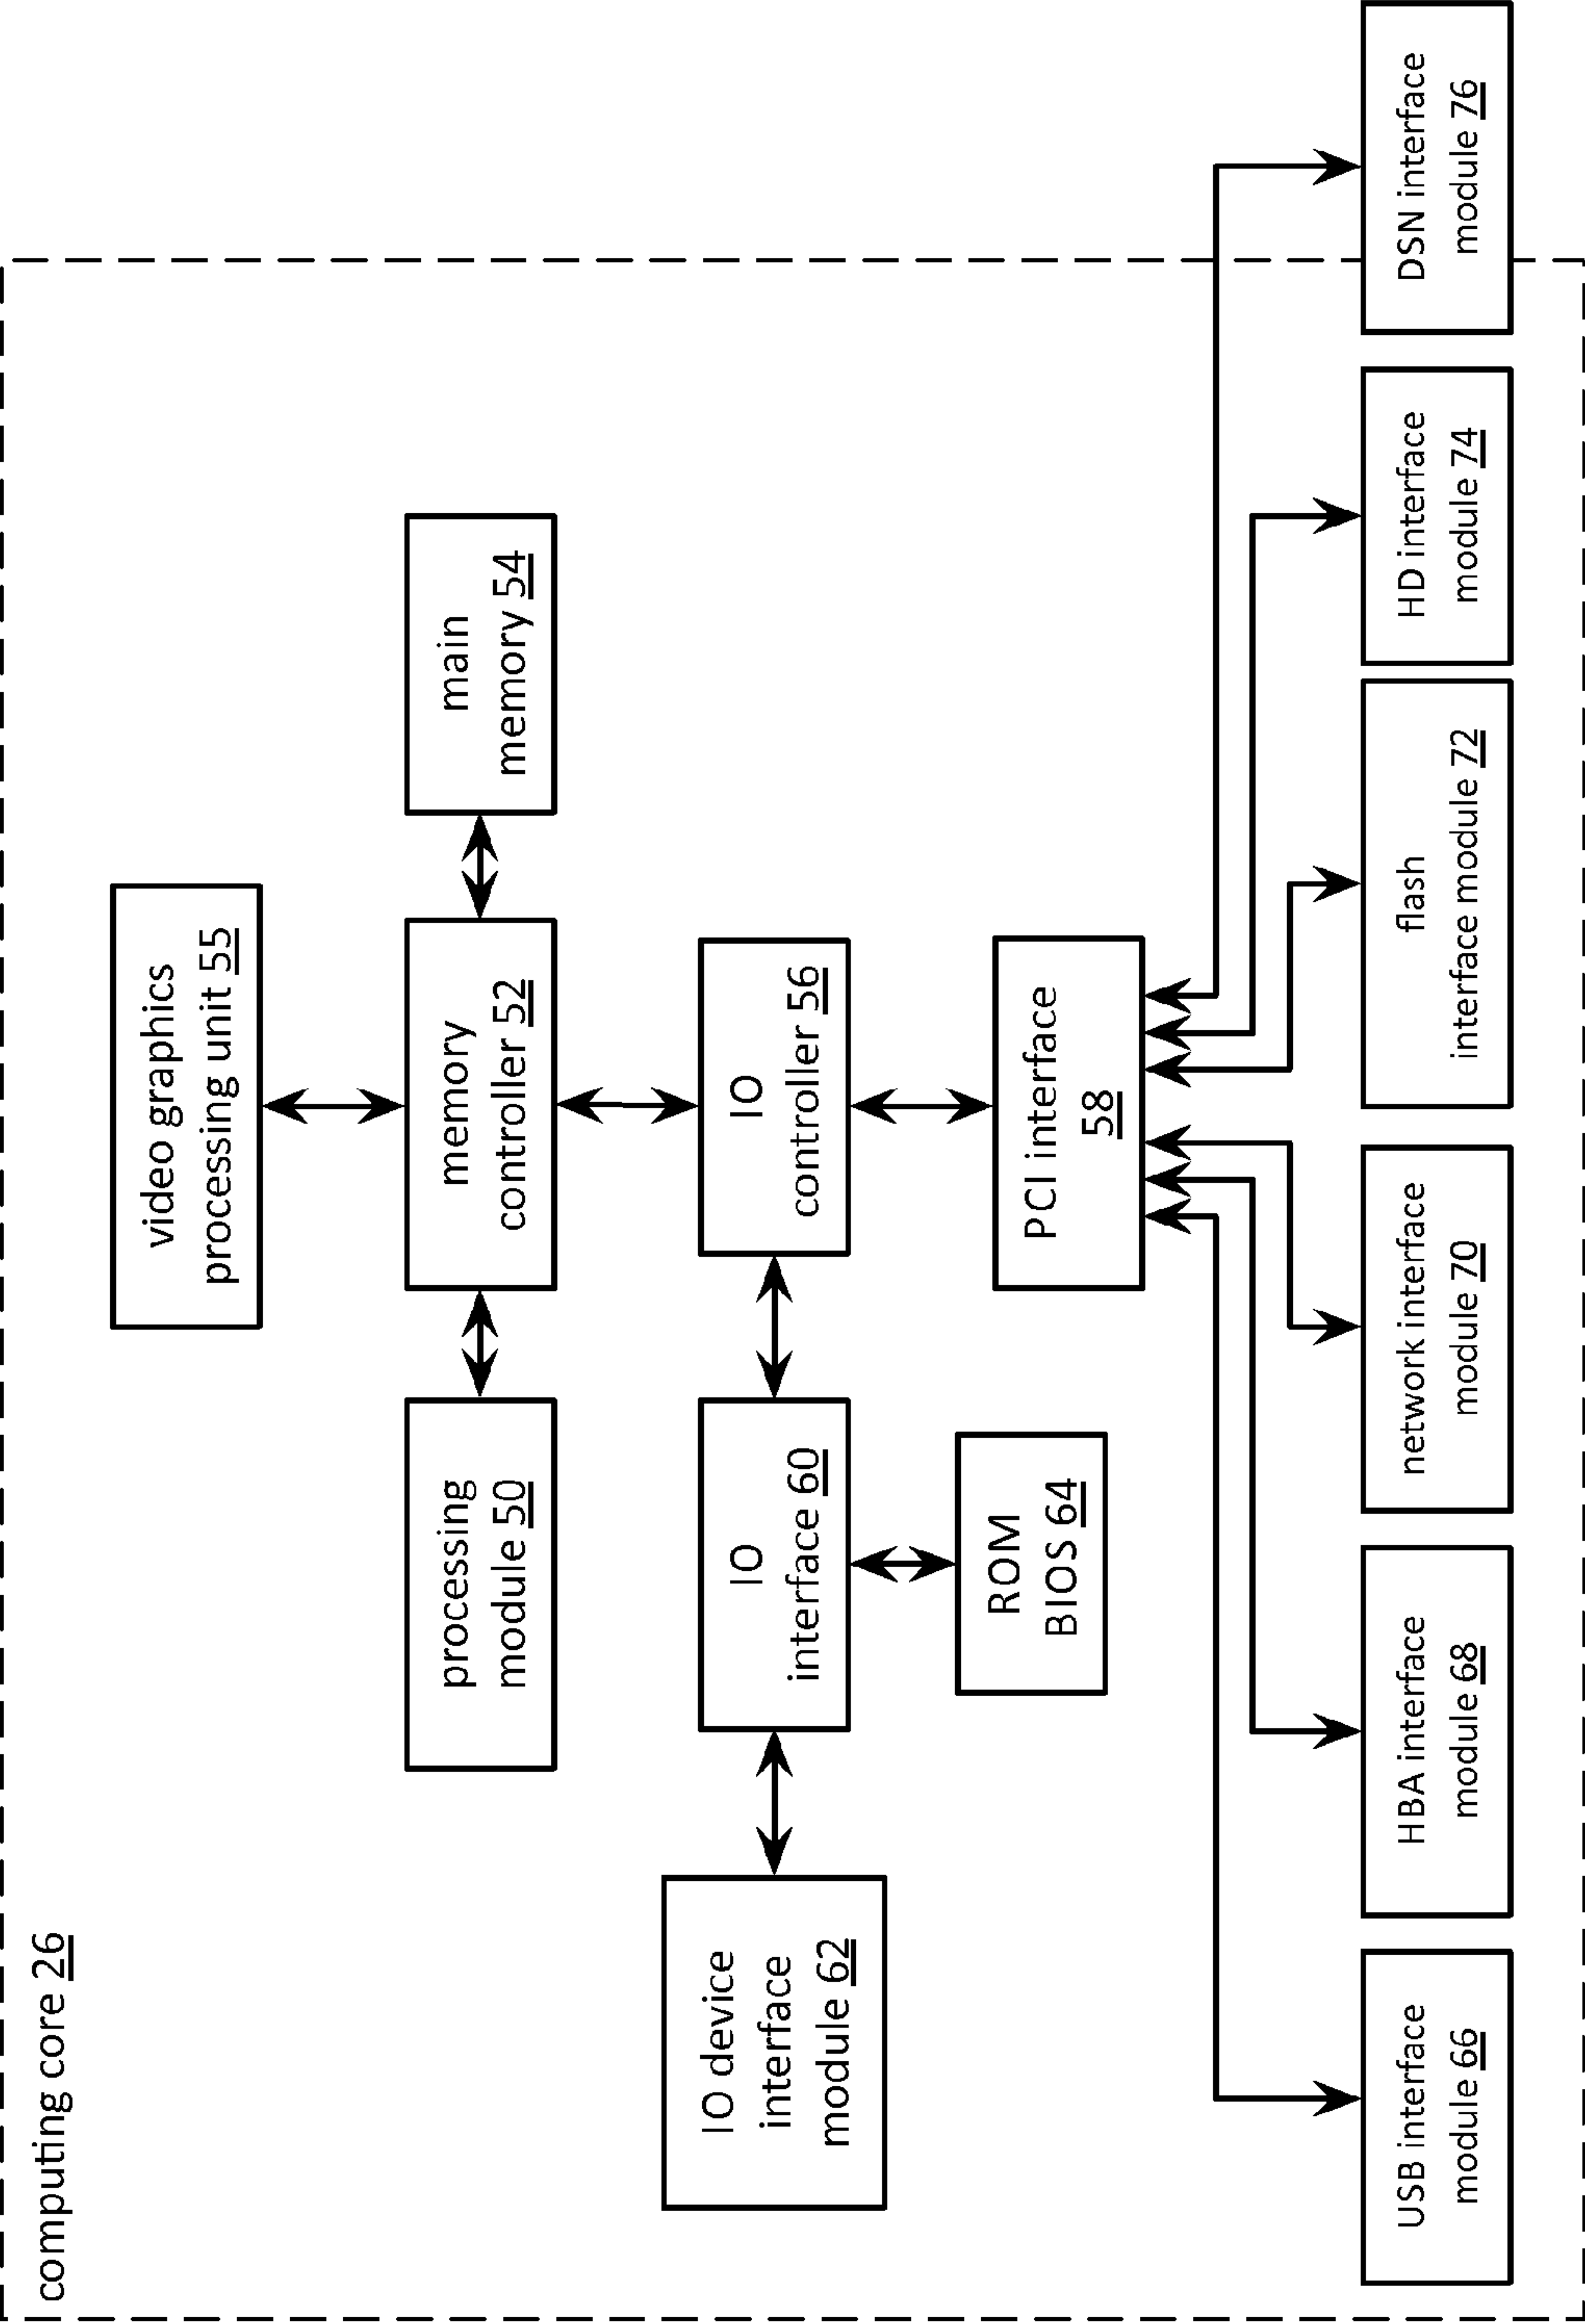 computing core 26
video graphics
processing unit 55
processing
module 50
memory
controller 52
main
memory 54
IO device
interface
module 62
IO
interface 60
IO
controller 56
ROM
BIOS 64
PCI interface
58
USB interface
module 66
HBA interface
module 68
network interface
module 70
flash
interface module 72
HD interface
module 74
DSN interface
module 76